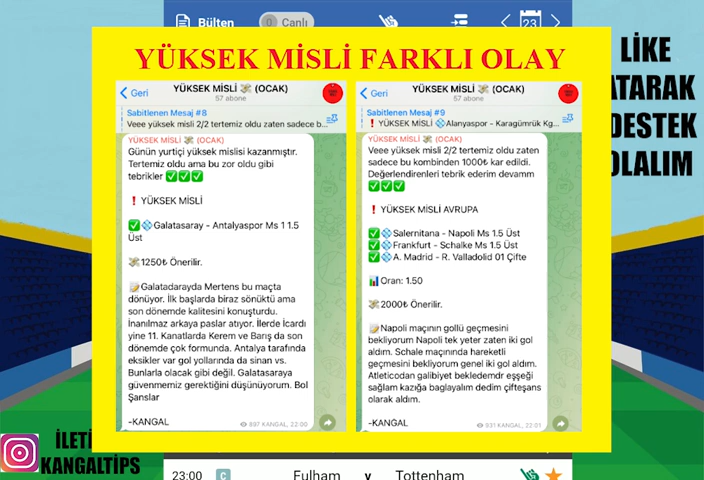 Bülten
0 Canlı
23
YÜKSEK MİSLİ FARKLI OLAY
LİKE
ATARAK
DESTEK
OLALIM
Geri
YÜKSEK MİSLİ 💸 (OCAK)
57 abone
Sabitlenen Mesaj #8
Veee yüksek misli 2/2 tertemiz oldu zaten sadece b...
YÜKSEK MİSLİ 💸 (OCAK)
Günün yurtiçi yüksek mislisi kazanmıştır.
Tertemiz oldu ama bu zor oldu gibi
tebrikler ✅✅✅
❗ YÜKSEK MİSLİ
✅💠Galatasaray - Antalyaspor Ms 1 1.5
Üst
💸1250₺ Önerilir.
📝Galatadarayda Mertens bu maçta
dönüyor. İlk başlarda biraz sönüktü ama
son dönemde kalitesini konuşturdu.
İnanılmaz arkaya paslar atıyor. İlerde İcardı
yine 11. Kanatlarda Kerem ve Barış da son
dönemde çok formunda. Antalya tarafında
eksikler var gol yollarında da sinan vs.
Bunlarla olacak gibi değil. Galatasaraya
güvenmemiz gerektiğini düşünüyorum. Bol
Şanslar
-KANGAL
897 KANGAL, 22:00
Geri
YÜKSEK MİSLİ 💸 (OCAK)
57 abone
Sabitlenen Mesaj #9
❗ YÜKSEK MİSLİ 💠Alanyaspor - Karagümrük Kg...
YÜKSEK MİSLİ 💸 (OCAK)
Veee yüksek misli 2/2 tertemiz oldu zaten
sadece bu kombinden 1000₺ kar edildi.
Değerlendirenleri tebrik ederim devamm
✅✅✅
❗ YÜKSEK MİSLİ AVRUPA
✅💠Salernitana - Napoli Ms 1.5 Üst
✅💠Frankfurt - Schalke Ms 1.5 Üst
✅💠A. Madrid - R. Valladolid 01 Çifte
📊Oran: 1.50
💸2000₺ Önerilir.
📝Napoli maçının gollü geçmesini
bekliyorum Napoli tek yeter zaten iki gol
aldım. Schale maçınında hareketli
geçmesini bekliyorum genel iki gol aldım.
Atleticodan galibiyet bekledemdr eşşeği
sağlam kazığa baglayalım dedim çifteşans
olarak aldım.
-KANGAL
931 KANGAL, 22:01
İLETİ
KANGALTİPS
23:00 C Fulham v Tottenham